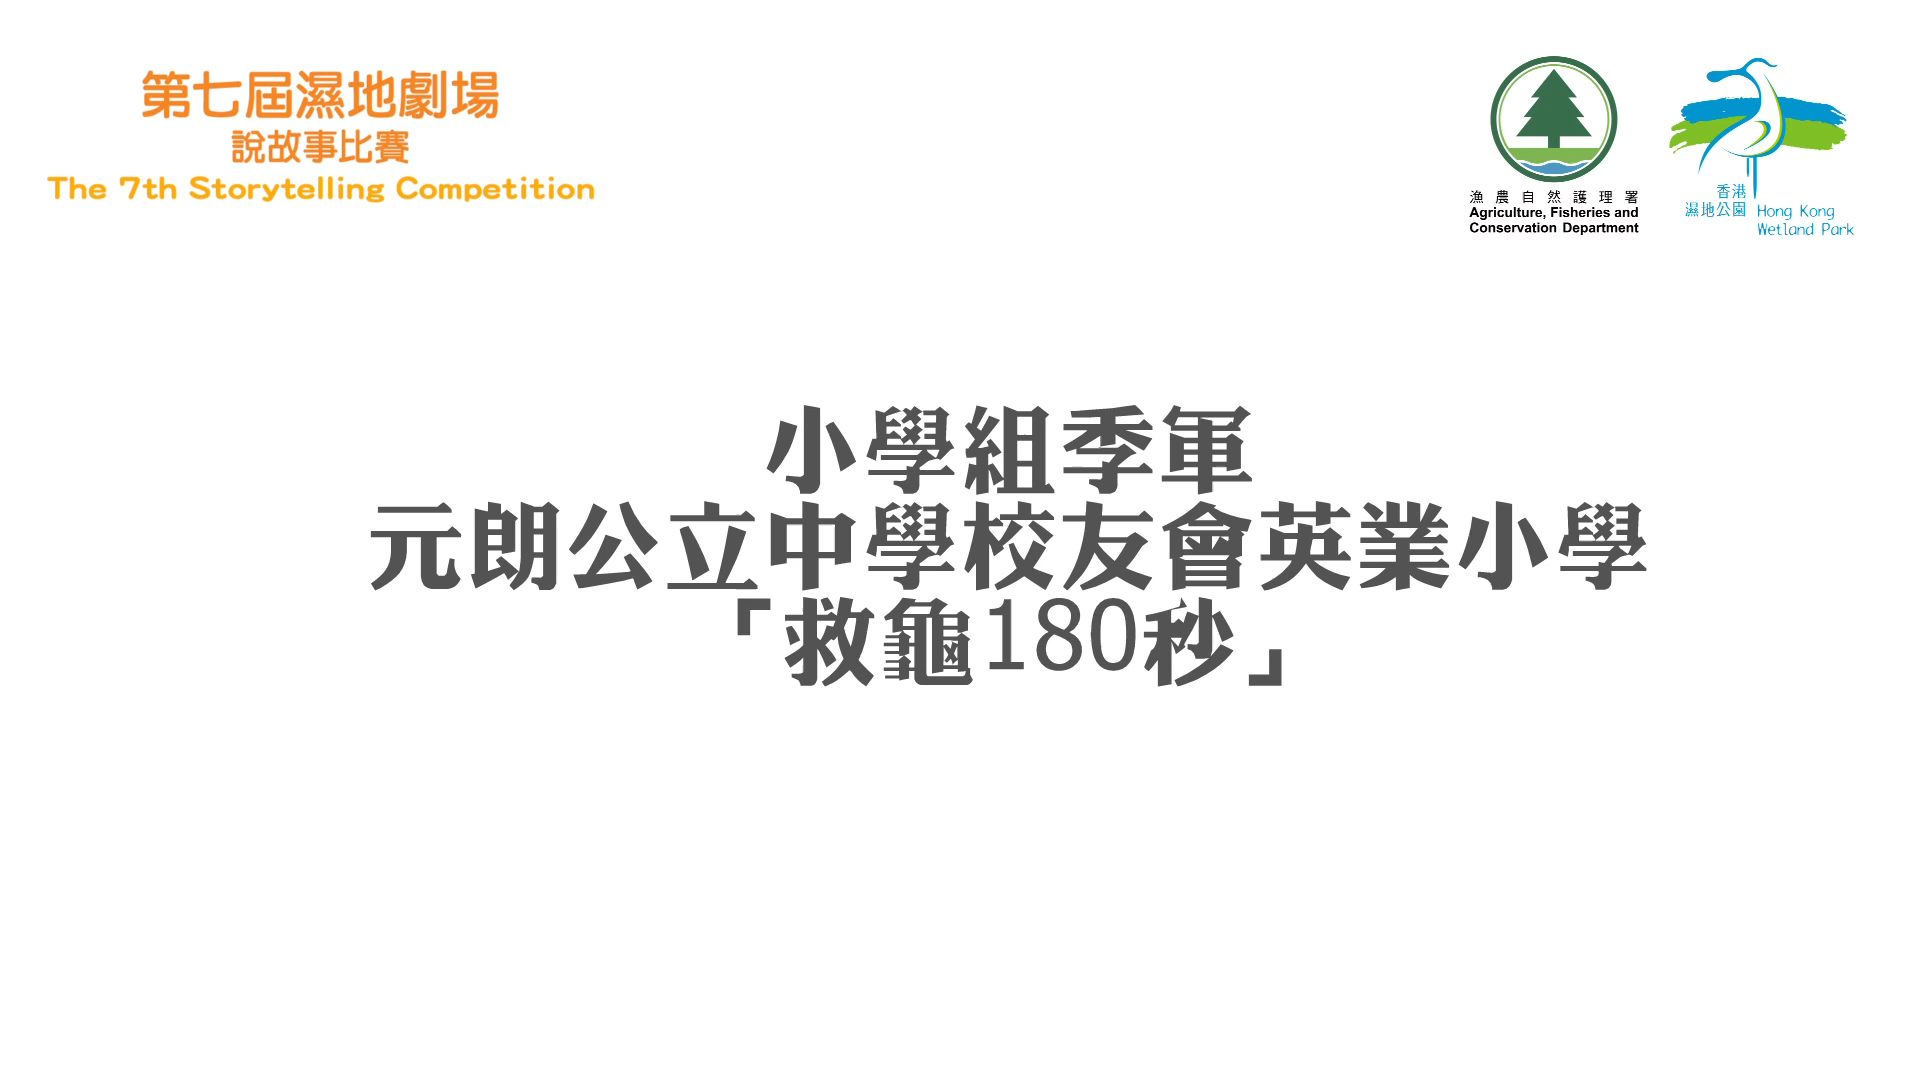 第七屆濕地劇場
說故事比賽
The 7th Storytelling Competition
漁農自然護理署
Agriculture, Fisheries and
Conservation Department
香港
濕地公園
Hong Kong
Wetland Park
小學組季軍
元朗公立中學校友會英業小學
「救龜180秒」